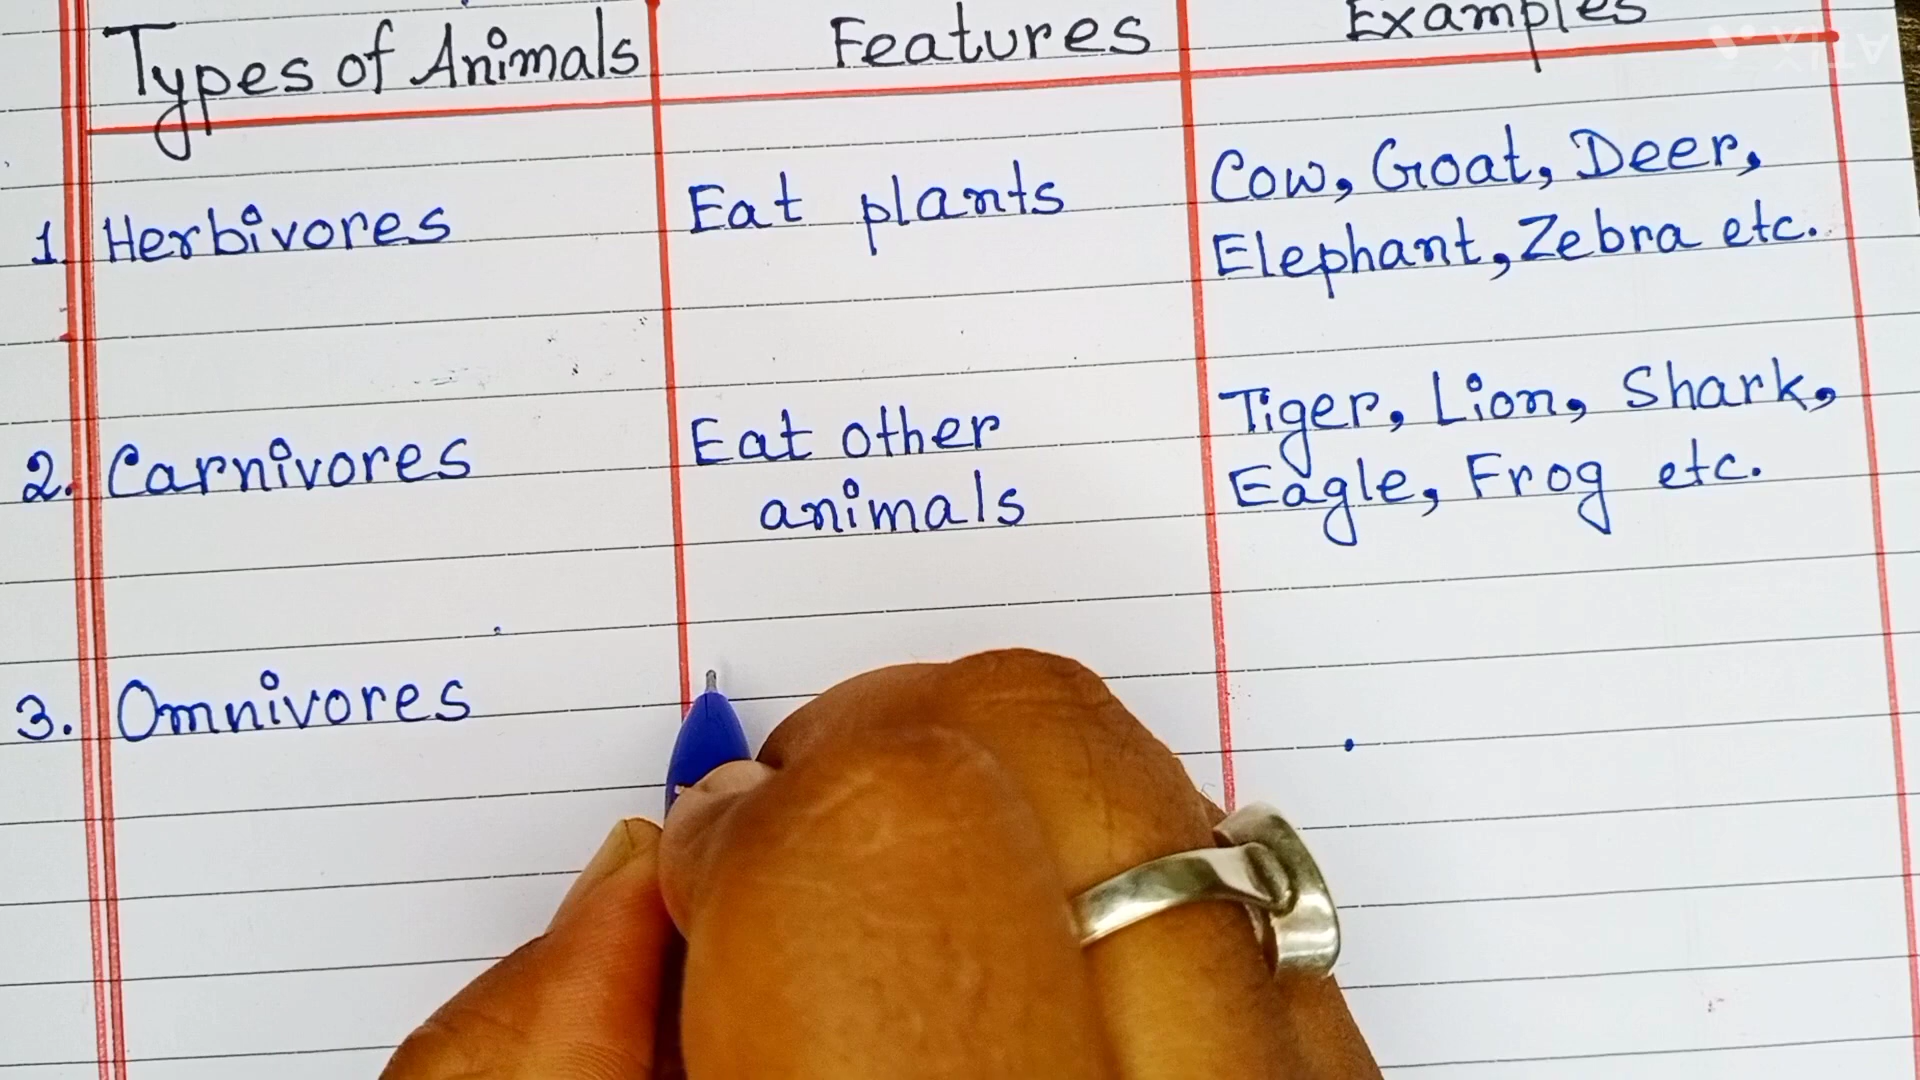 Types of Animals Features Examples
1. Herbivores Eat plants Cow, Goat, Deer,
Elephant, Zebra etc.
2. Carnivores Eat other Tiger, Lion, Shark,
animals Eagle, Frog etc.
3. Omnivores